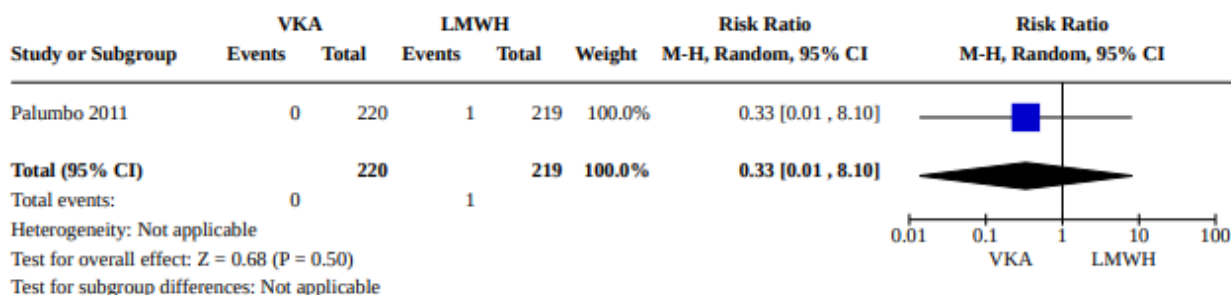 VKA LMWH Risk Ratio Risk Ratio
Study or Subgroup Events Total Events Total Weight M-H, Random, 95% CI M-H, Random, 95% CI
Palumbo 2011 0 220 1 219 100.0% 0.33 [0.01 , 8.10]
Total (95% CI) 220 219 100.0% 0.33 [0.01 , 8.10]
Total events: 0 1
Heterogeneity: Not applicable
0.01 0.1 1 10 100
Test for overall effect: Z = 0.68 (P = 0.50)
VKA LMWH
Test for subgroup differences: Not applicable